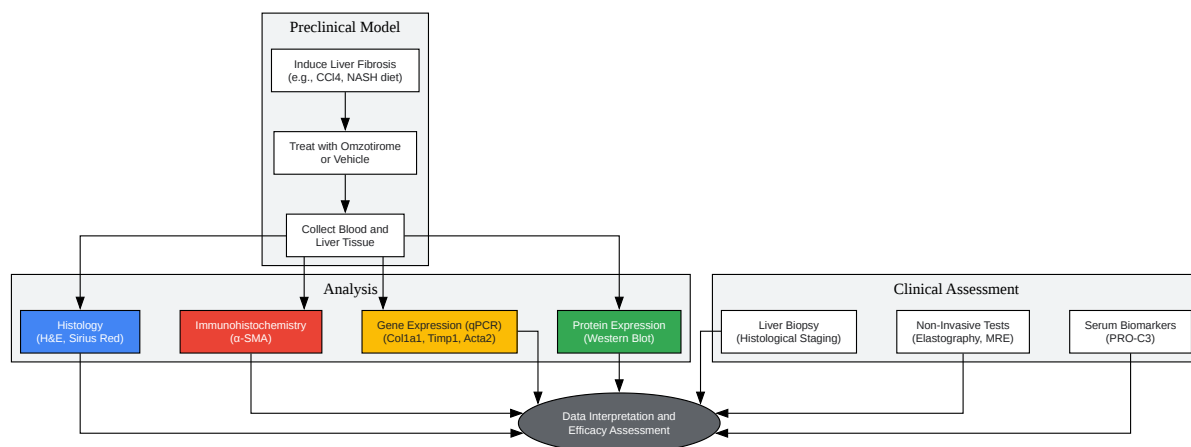 Preclinical Model
Induce Liver Fibrosis
(e.g., CCl4, NASH diet)
Treat with Omzotirome
or Vehicle
Collect Blood and
Liver Tissue
Analysis
Clinical Assessment
Histology
(H&E, Sirius Red)
Immunohistochemistry
(α-SMA)
Gene Expression (qPCR)
(Col1a1, Timp1, Acta2)
Protein Expression
(Western Blot)
Liver Biopsy
(Histological Staging)
Non-Invasive Tests
(Elastography, MRE)
Serum Biomarkers
(PRO-C3)
Data Interpretation and
Efficacy Assessment